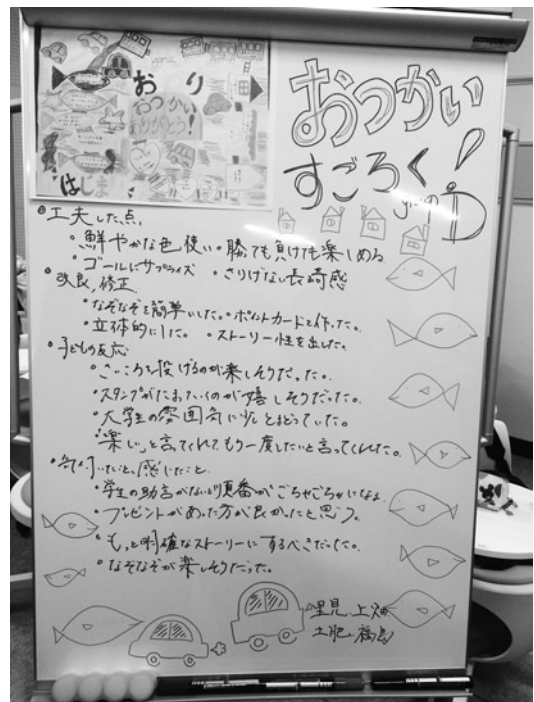 おり
おつかい
ありがとう！
はじま
おつかい
すごろく！
group D
•工夫した点
•鮮やかな色使い •勝っても負けても楽しめる
•ゴールにサプライズ •さりげない長崎感
•改良、修正
•なぞなぞを簡単にした。•ポイントカードを作った。
•立体的にした。 •ストーリー性を出した。
•子どもの反応
•さいころを投げるのが楽しそうだった。
•スタンプがたまっていくのが嬉しそうだった。
•大学生の雰囲気に少しとまどっていた。
•「楽しい」と言ってくれて、もう一度したいと言ってくれた。
•気付いたこと、感じたこと
•学生の助言がないと順番がごちゃごちゃになる
•プレゼントがあった方が良かったと思う。
•もっと明確なストーリーにするべきだった。
•なぞなぞが楽しそうだった。
里見 上畑
土肥 福島